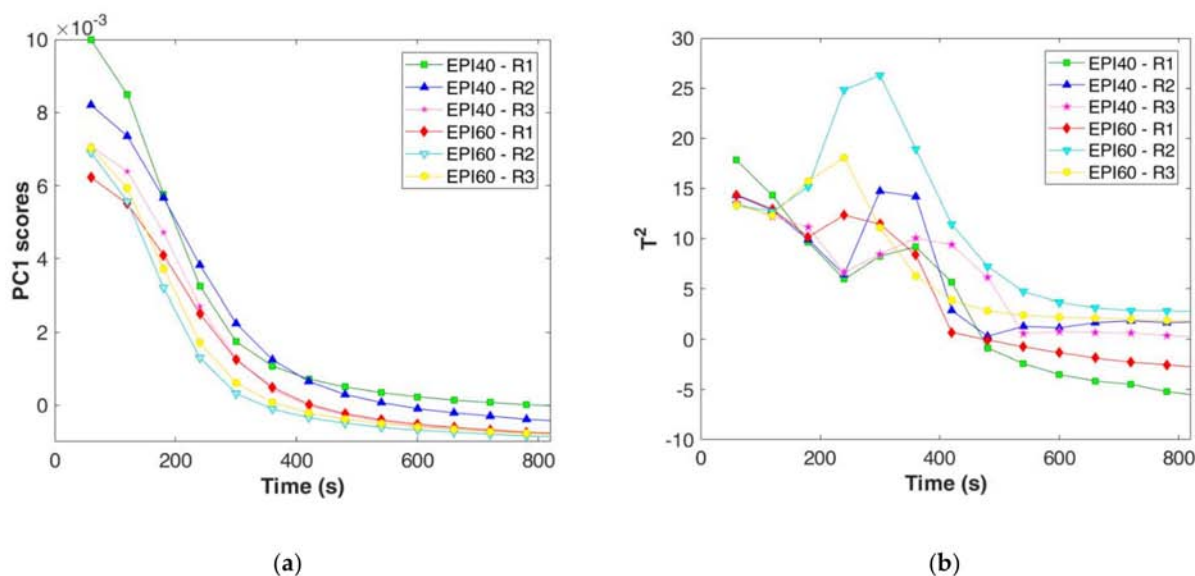 ×10⁻³
10
8
6
4
2
0
PC1 scores
0 200 400 600 800
Time (s)
EPI40 - R1
EPI40 - R2
EPI40 - R3
EPI60 - R1
EPI60 - R2
EPI60 - R3
(a)
30
25
20
15
10
5
0
-5
-10
T²
0 200 400 600 800
Time (s)
EPI40 - R1
EPI40 - R2
EPI40 - R3
EPI60 - R1
EPI60 - R2
EPI60 - R3
(b)